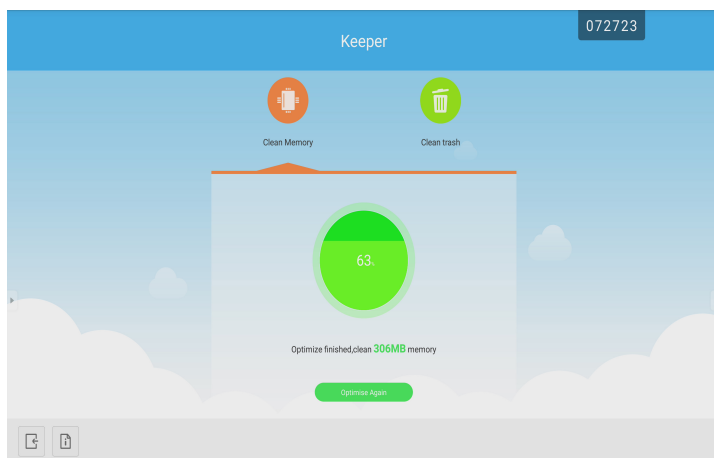 Keeper
072723
Clean Memory
Clean trash
63%
Optimize finished,clean 306MB memory
Optimise Again